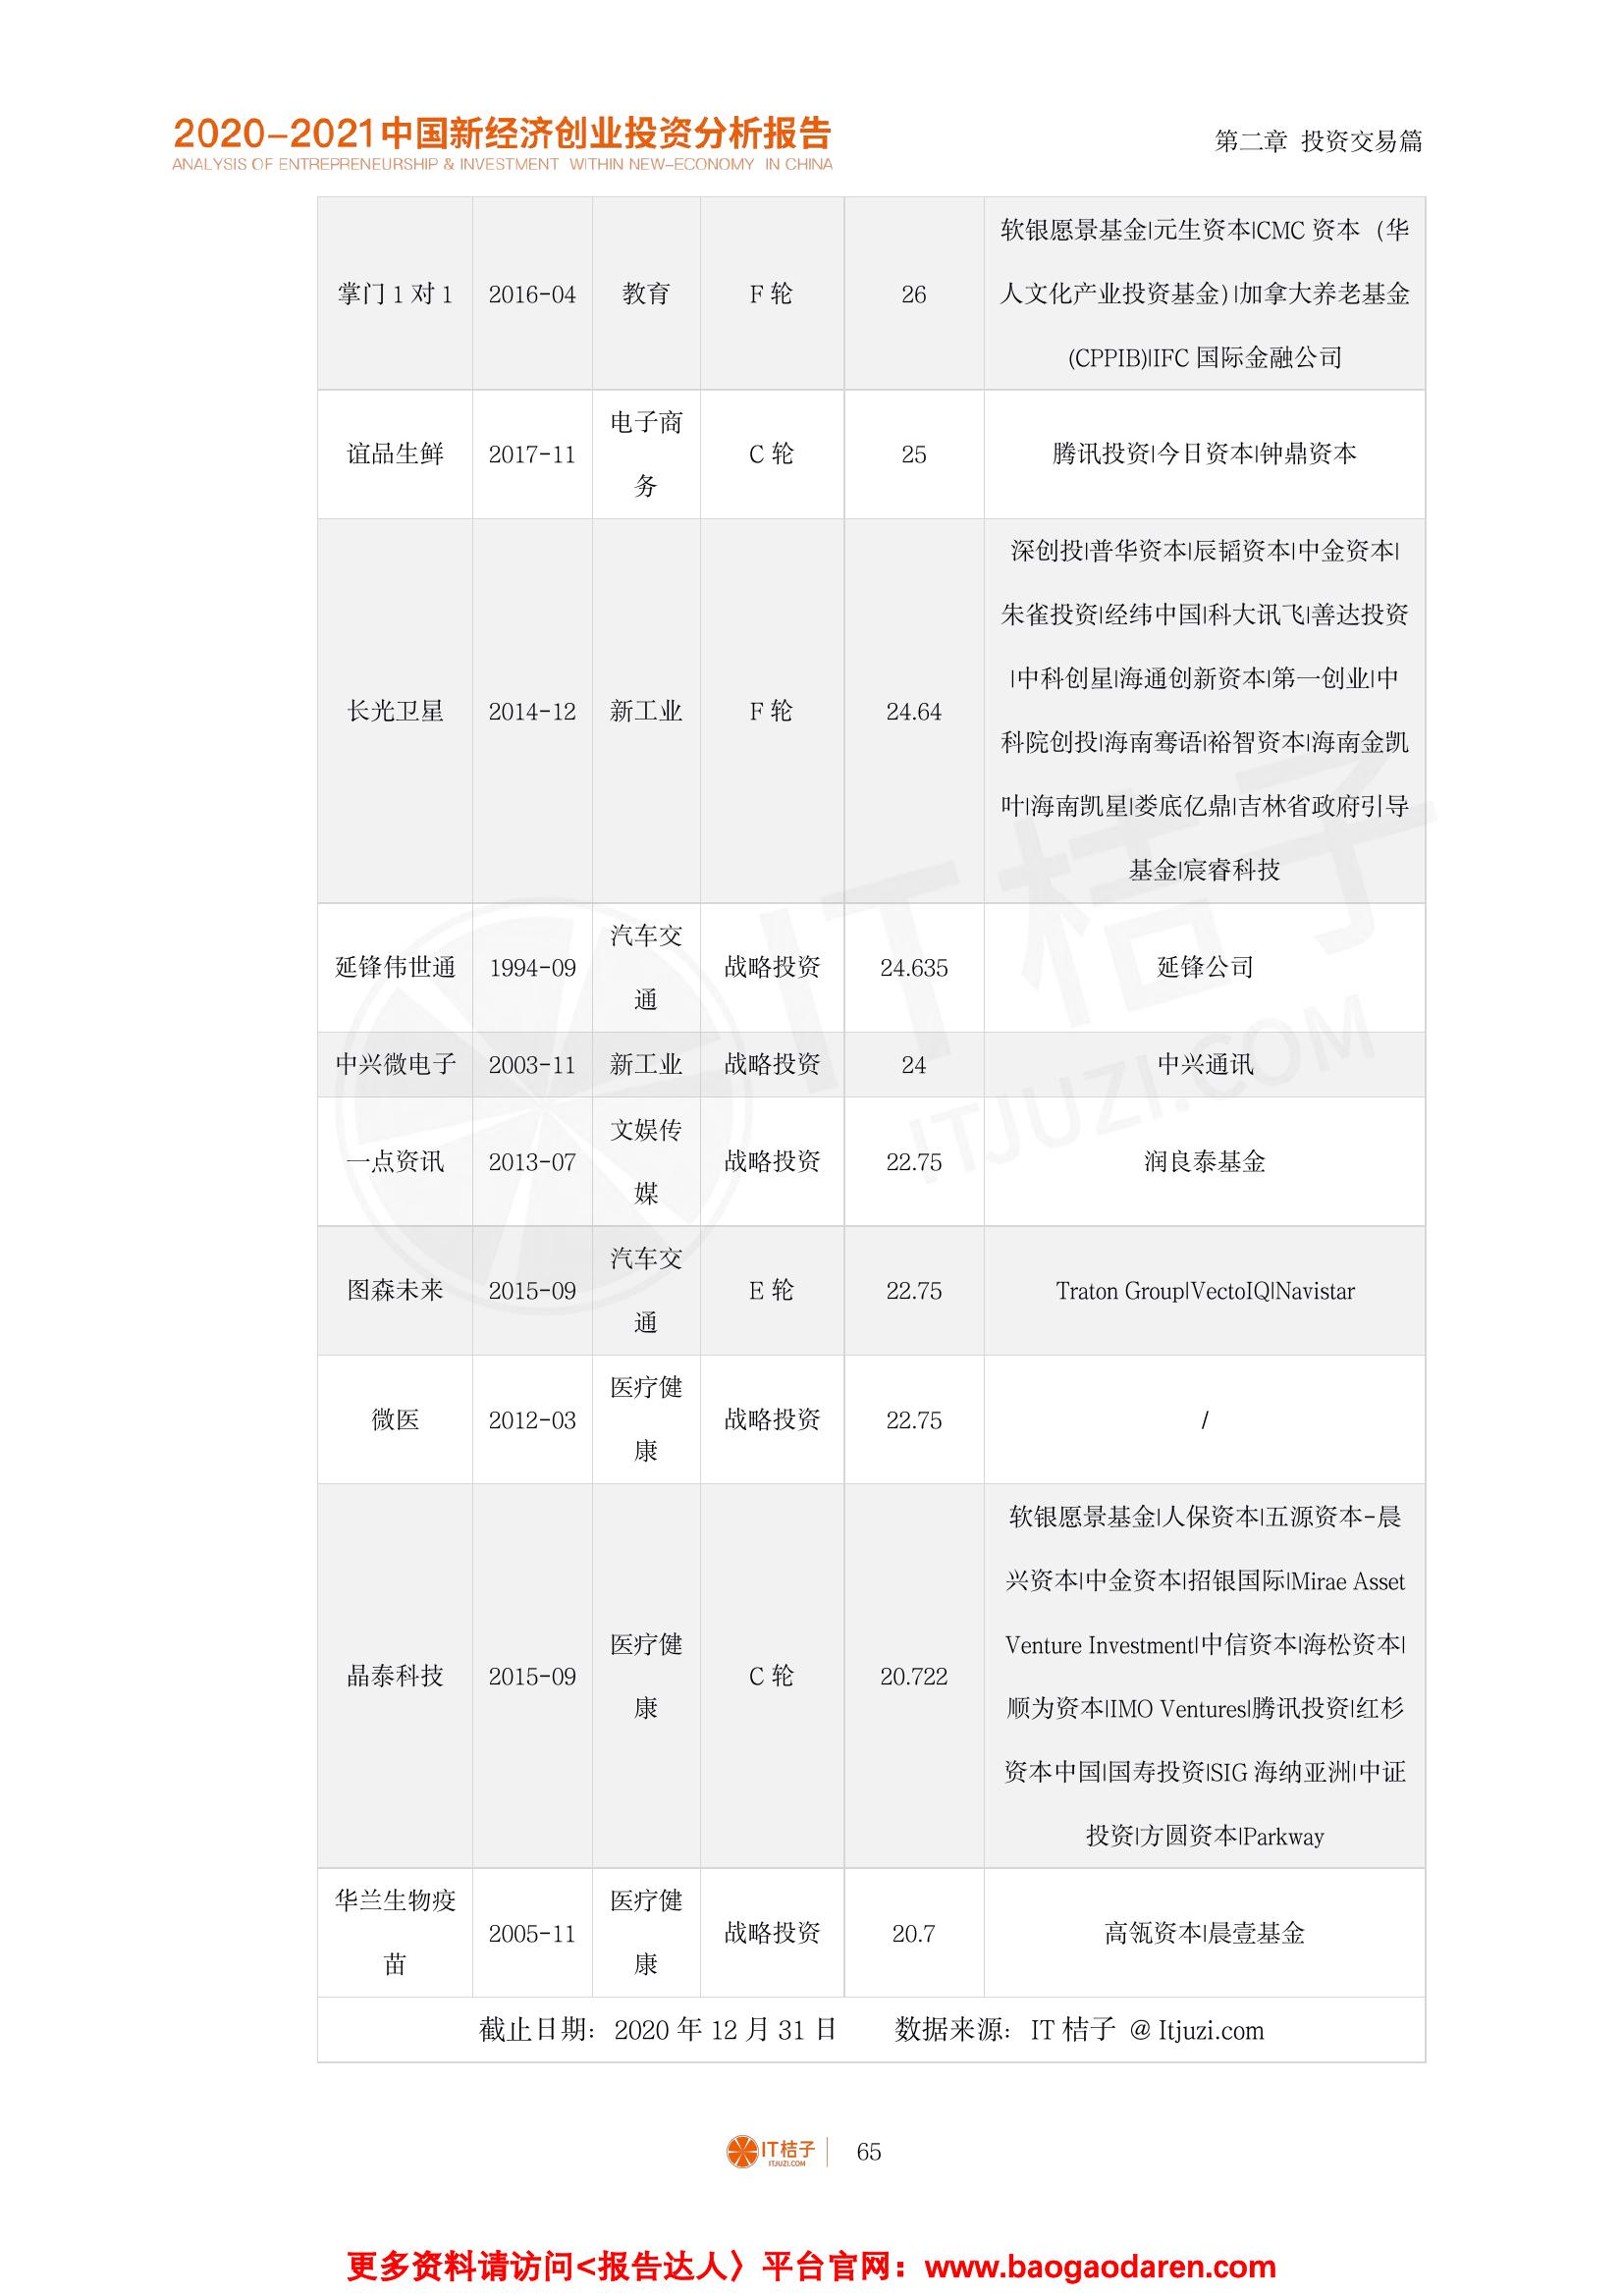 2020-2021中国新经济创业投资分析报告
ANALYSIS OF ENTREPRENEURSHIP & INVESTMENT WITHIN NEW-ECONOMY IN CHINA
第二章 投资交易篇
掌门 1 对 1 2016-04 教育 F 轮 26 软银愿景基金|元生资本|CMC 资本（华
人文化产业投资基金)|加拿大养老基金
(CPPIB)|IFC 国际金融公司
谊品生鲜 2017-11 电子商
务 C 轮 25 腾讯投资|今日资本|钟鼎资本
长光卫星 2014-12 新工业 F 轮 24.64 深创投|普华资本|辰韬资本|中金资本|
朱雀投资|经纬中国|科大讯飞|善达投资
|中科创星|海通创新资本|第一创业|中
科院创投|海南骞语|裕智资本|海南金凯
叶|海南凯星|娄底亿鼎|吉林省政府引导
基金|宸睿科技
延锋伟世通 1994-09 汽车交
通 战略投资 24.635 延锋公司
中兴微电子 2003-11 新工业 战略投资 24 中兴通讯
一点资讯 2013-07 文娱传
媒 战略投资 22.75 润良泰基金
图森未来 2015-09 汽车交
通 E 轮 22.75 Traton Group|VectoIQ|Navistar
微医 2012-03 医疗健
康 战略投资 22.75 /
晶泰科技 2015-09 医疗健
康 C 轮 20.722 软银愿景基金|人保资本|五源资本-晨
兴资本|中金资本|招银国际|Mirae Asset
Venture Investment|中信资本|海松资本|
顺为资本|IMO Ventures|腾讯投资|红杉
资本中国|国寿投资|SIG 海纳亚洲|中证
投资|方圆资本|Parkway
华兰生物疫
苗 2005-11 医疗健
康 战略投资 20.7 高瓴资本|晨壹基金
截止日期：2020 年 12 月 31 日 数据来源：IT 桔子 @ Itjuzi.com
IT桔子
ITJUZI.COM
IT桔子
ITJUZI.COM
65
更多资料请访问<报告达人〉平台官网：www.baogaodaren.com